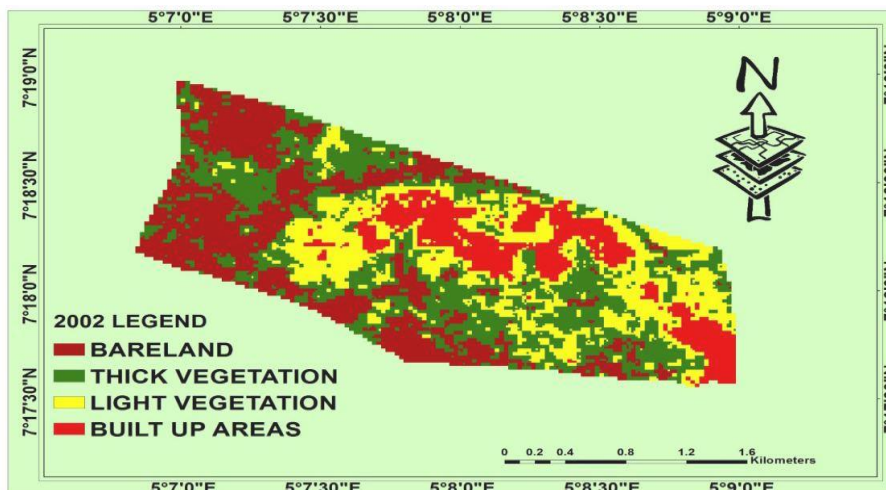 5°7'0"E 5°7'30"E 5°8'0"E 5°8'30"E 5°9'0"E
7°19'0"N
7°18'30"N
7°18'0"N
7°17'30"N
N
2002 LEGEND
BARELAND
THICK VEGETATION
LIGHT VEGETATION
BUILT UP AREAS
0 0.2 0.4 0.8 1.2 1.6
Kilometers
5°7'0"E 5°7'30"E 5°8'0"E 5°8'30"E 5°9'0"E